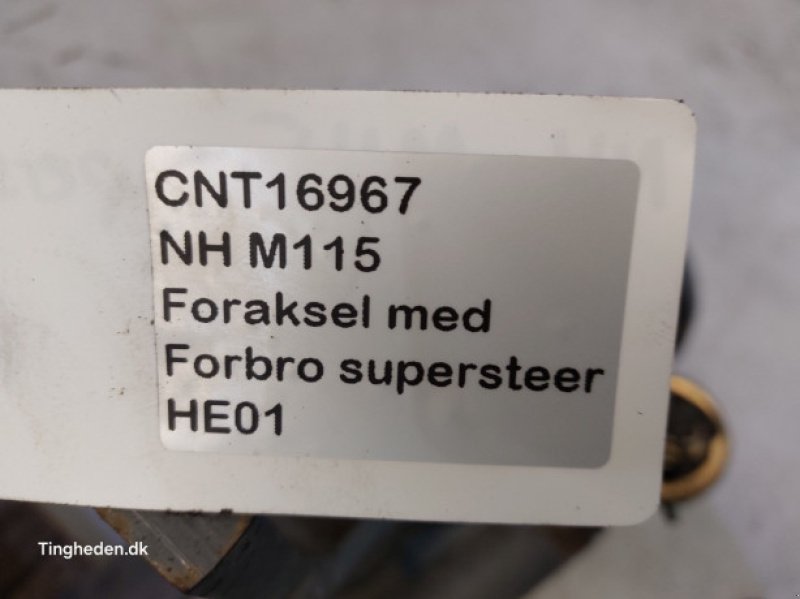 CNT16967
NH M115
Foraksel med
Forbro supersteer
HE01
Tingheden.dk